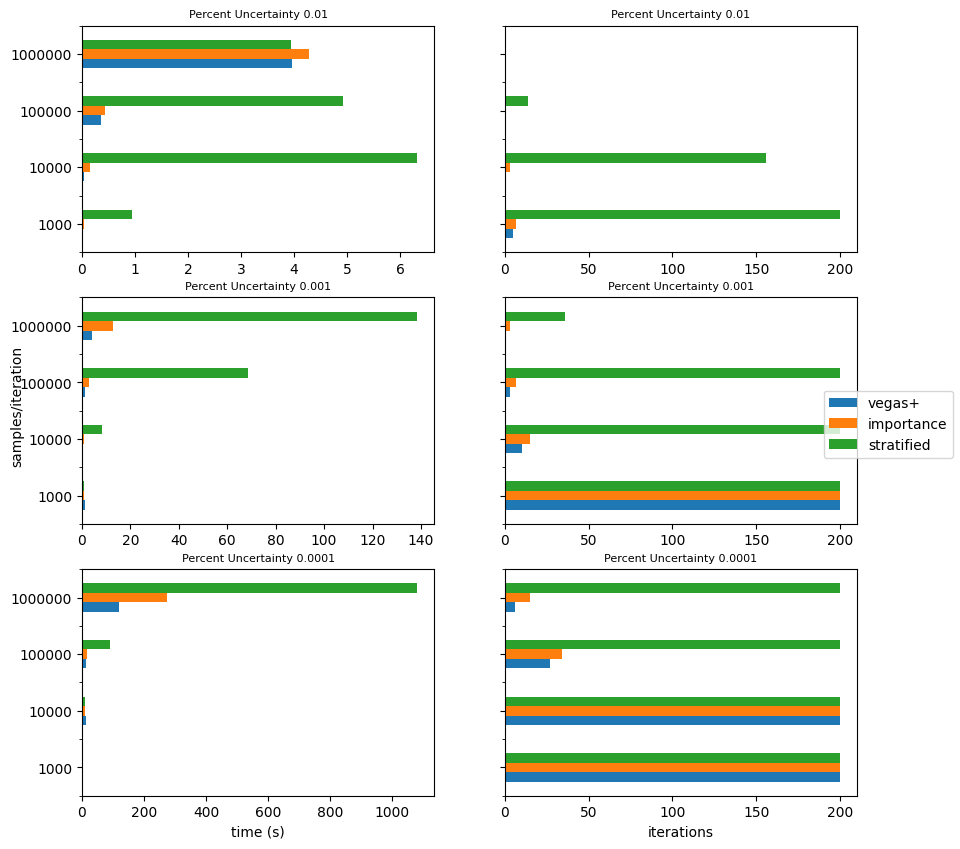 Percent Uncertainty 0.01
Percent Uncertainty 0.01
1000000
100000
10000
1000
0 1 2 3 4 5 6
0 50 100 150 200
Percent Uncertainty 0.001
Percent Uncertainty 0.001
samples/iteration
1000000
100000
10000
1000
vegas+
importance
stratified
0 20 40 60 80 100 120 140
0 50 100 150 200
Percent Uncertainty 0.0001
Percent Uncertainty 0.0001
1000000
100000
10000
1000
0 200 400 600 800 1000
0 50 100 150 200
time (s)
iterations